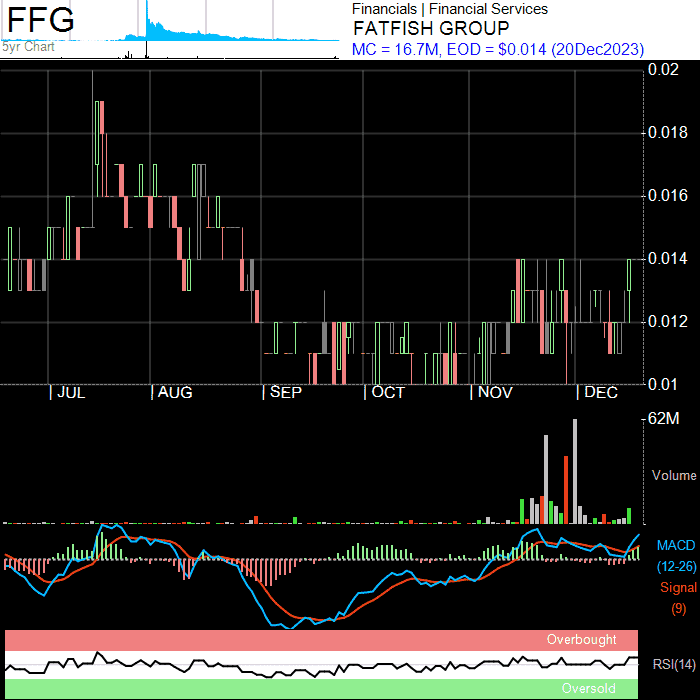 FFG
5yr Chart
Financials | Financial Services
FATFISH GROUP
MC = 16.7M, EOD = $0.014 (20Dec2023)
0.02
0.018
0.016
0.014
0.012
0.01
| JUL | AUG | SEP | OCT | NOV | DEC
62M
Volume
MACD
(12-26)
Signal
(9)
Overbought
RSI(14)
Oversold